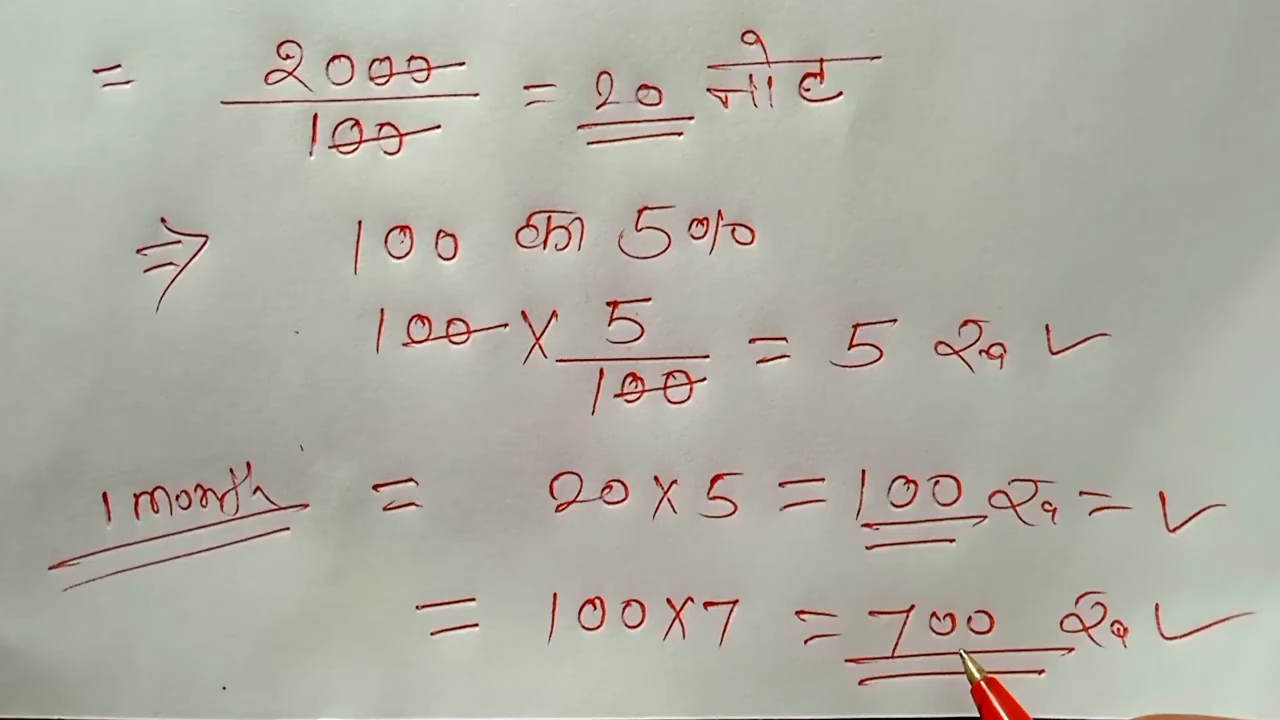 = 2000/100 = 20 नोट
⇒ 100 का 5%
100 × 5/100 = 5 रु ✓
1 month = 20 × 5 = 100 रु = ✓
= 100 × 7 = 700 रु ✓